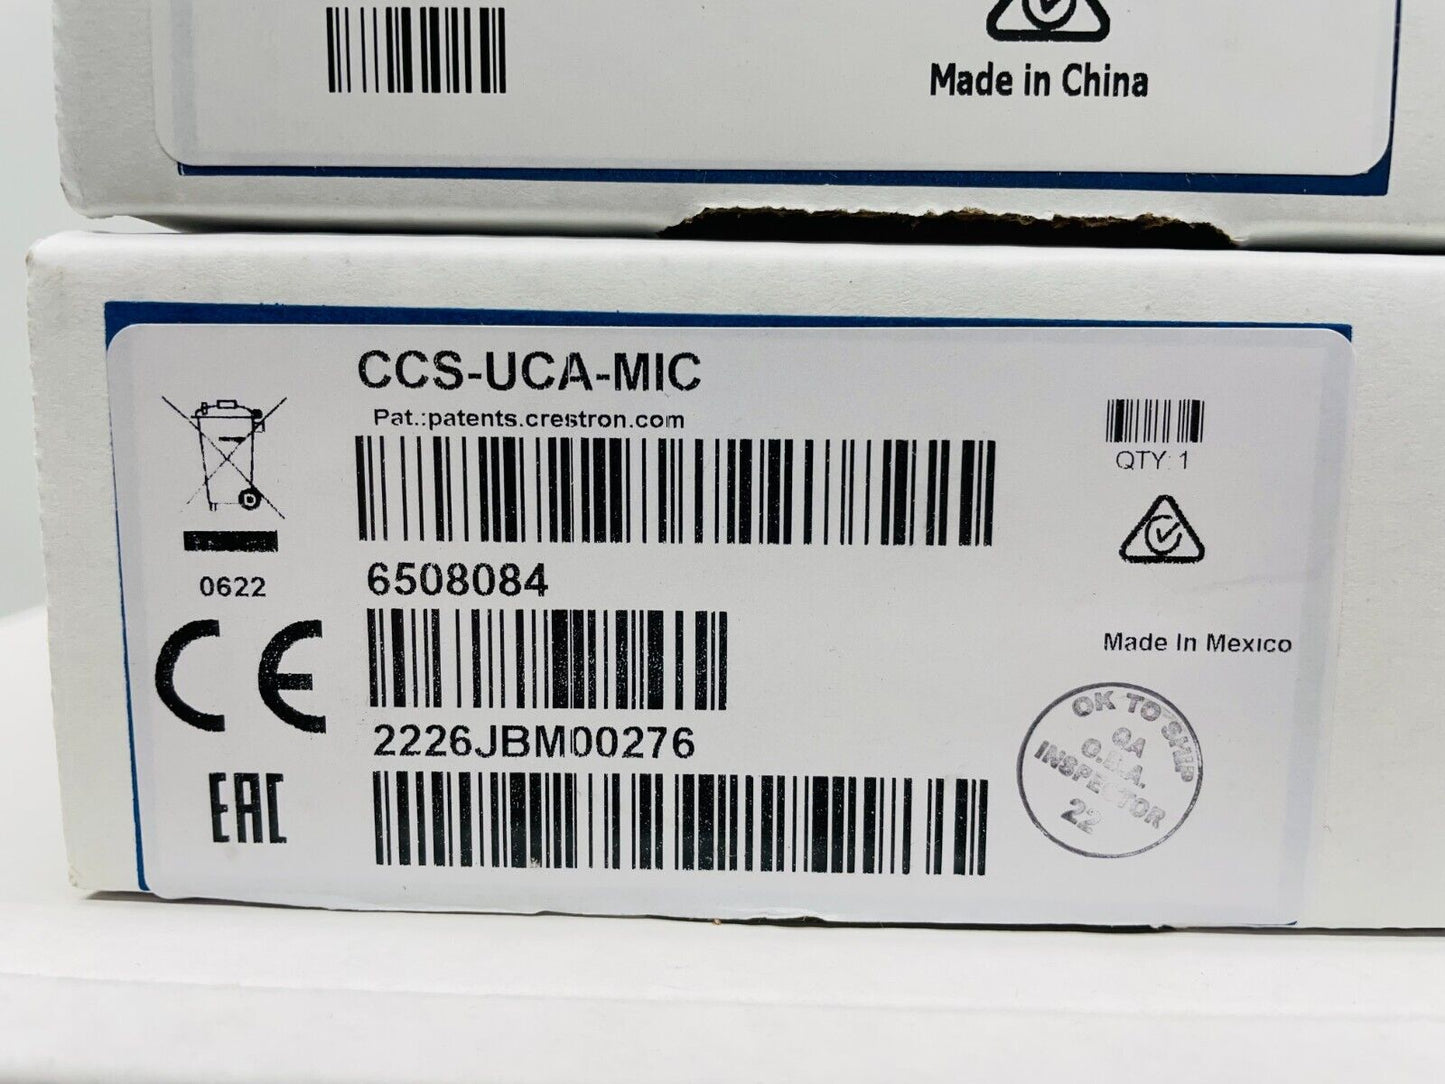 Made in China
CCS-UCA-MIC
Pat.:patents.crestron.com
QTY: 1
6508084
0622
CE
Made In Mexico
2226JBM00276
EAC
OK TO SHIP
QA
O.B.A.
INSPECTOR
22